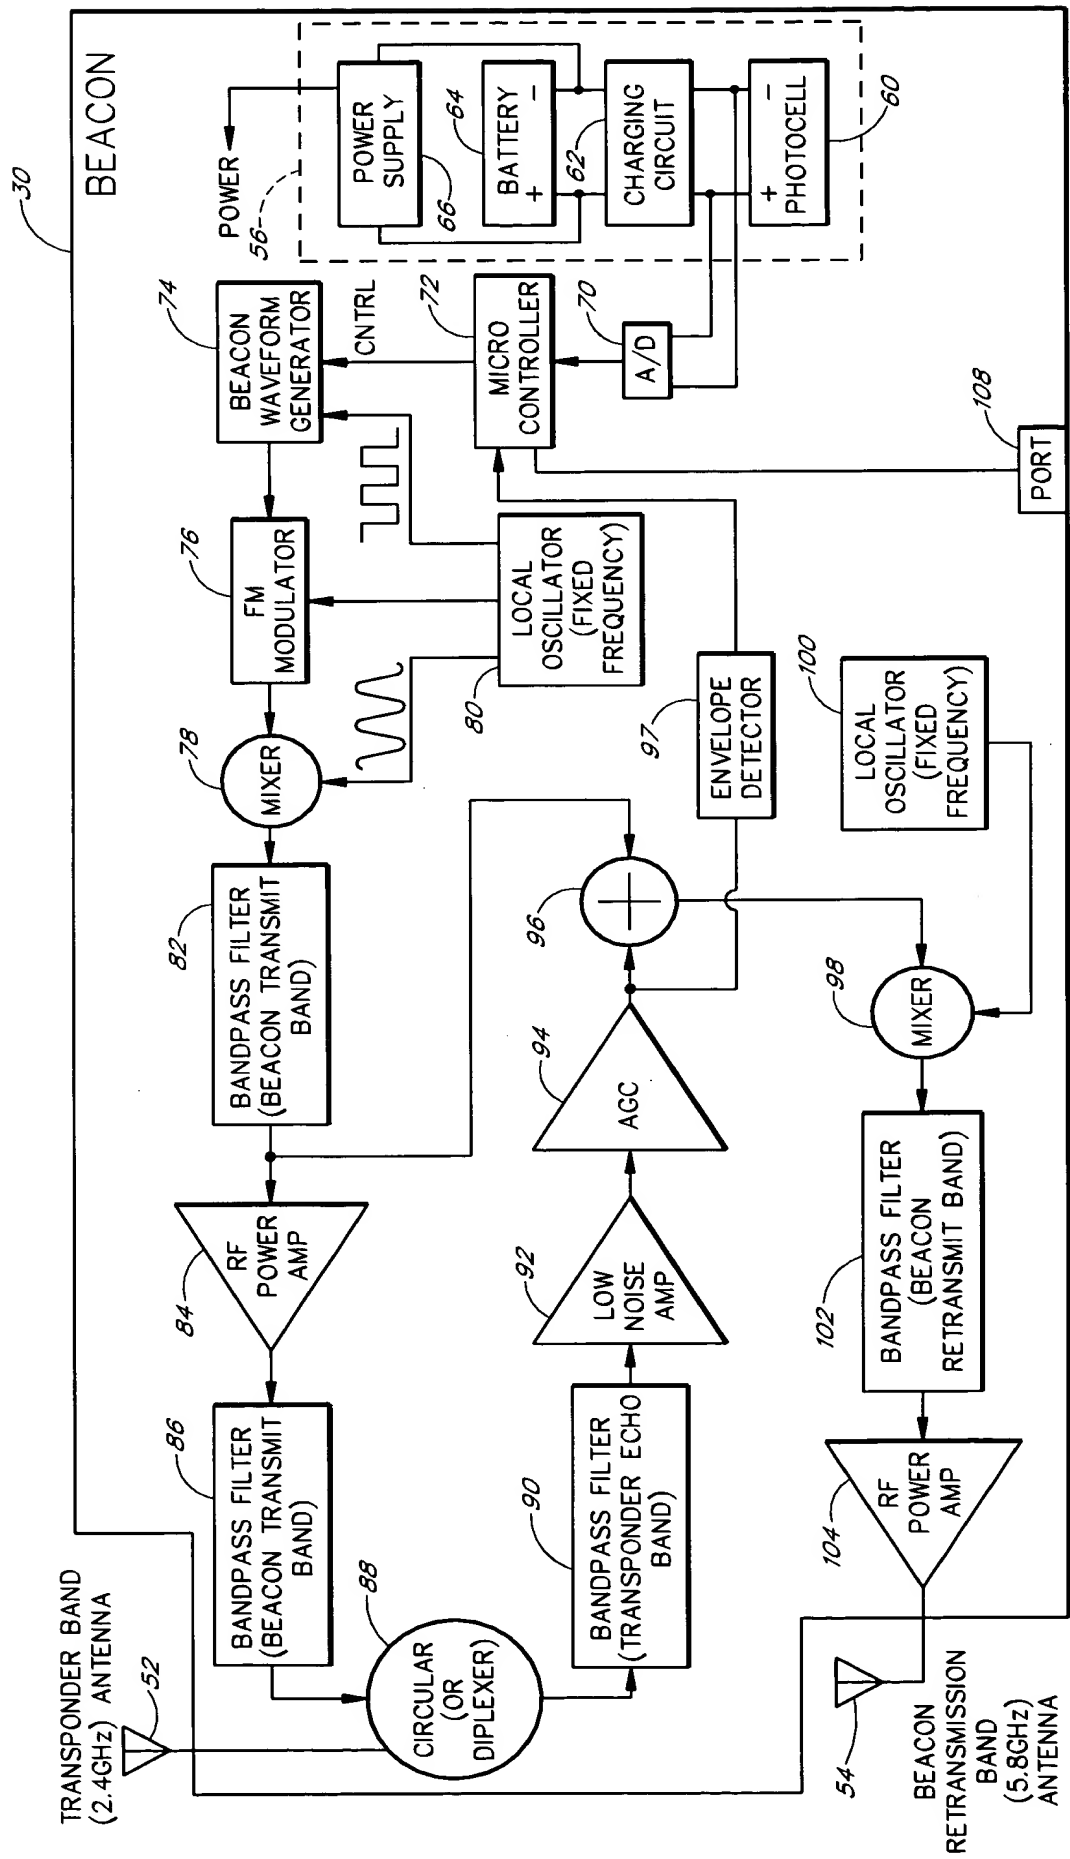 30
BEACON
POWER
56
POWER
SUPPLY
66
64
BATTERY
+ -
62
CHARGING
CIRCUIT
+ -
PHOTOCELL
60
74
BEACON
WAVEFORM
GENERATOR
CNTRL
72
MICRO
CONTROLLER
70
A/D
108
PORT
76
FM
MODULATOR
78
MIXER
80
LOCAL
OSCILLATOR
(FIXED
FREQUENCY)
97
ENVELOPE
DETECTOR
100
LOCAL
OSCILLATOR
(FIXED
FREQUENCY)
82
BANDPASS FILTER
(BEACON TRANSMIT
BAND)
96
98
MIXER
84
RF
POWER
AMP
94
AGC
92
LOW
NOISE
AMP
102
BANDPASS FILTER
(BEACON
RETRANSMIT BAND)
86
BANDPASS FILTER
(BEACON TRANSMIT
BAND)
88
CIRCULAR
(OR
DIPLEXER)
90
BANDPASS FILTER
(TRANSPONDER ECHO
BAND)
104
RF
POWER
AMP
TRANSPONDER BAND
(2.4GHz) ANTENNA
52
54
BEACON
RETRANSMISSION
BAND
(5.8GHz)
ANTENNA